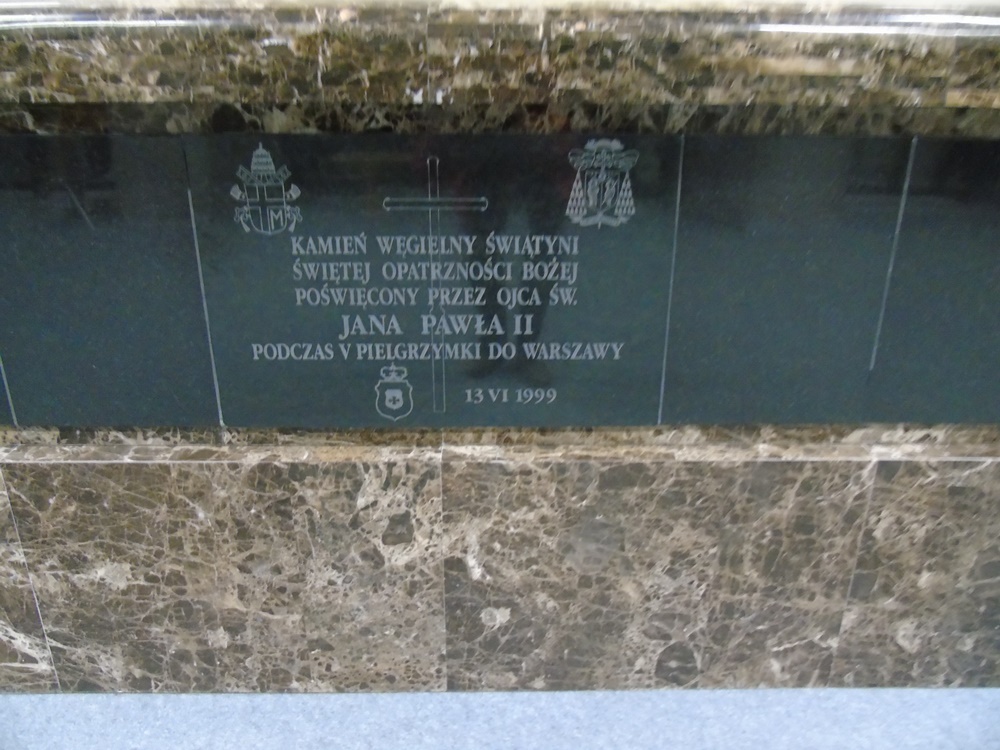 KAMIEŃ WĘGIELNY ŚWIĄTYNI
ŚWIĘTEJ OPATRZNOŚCI BOŻEJ
POŚWIĘCONY PRZEZ OJCA ŚW.
JANA PAWŁA II
PODCZAS V PIELGRZYMKI DO WARSZAWY
13 VI 1999